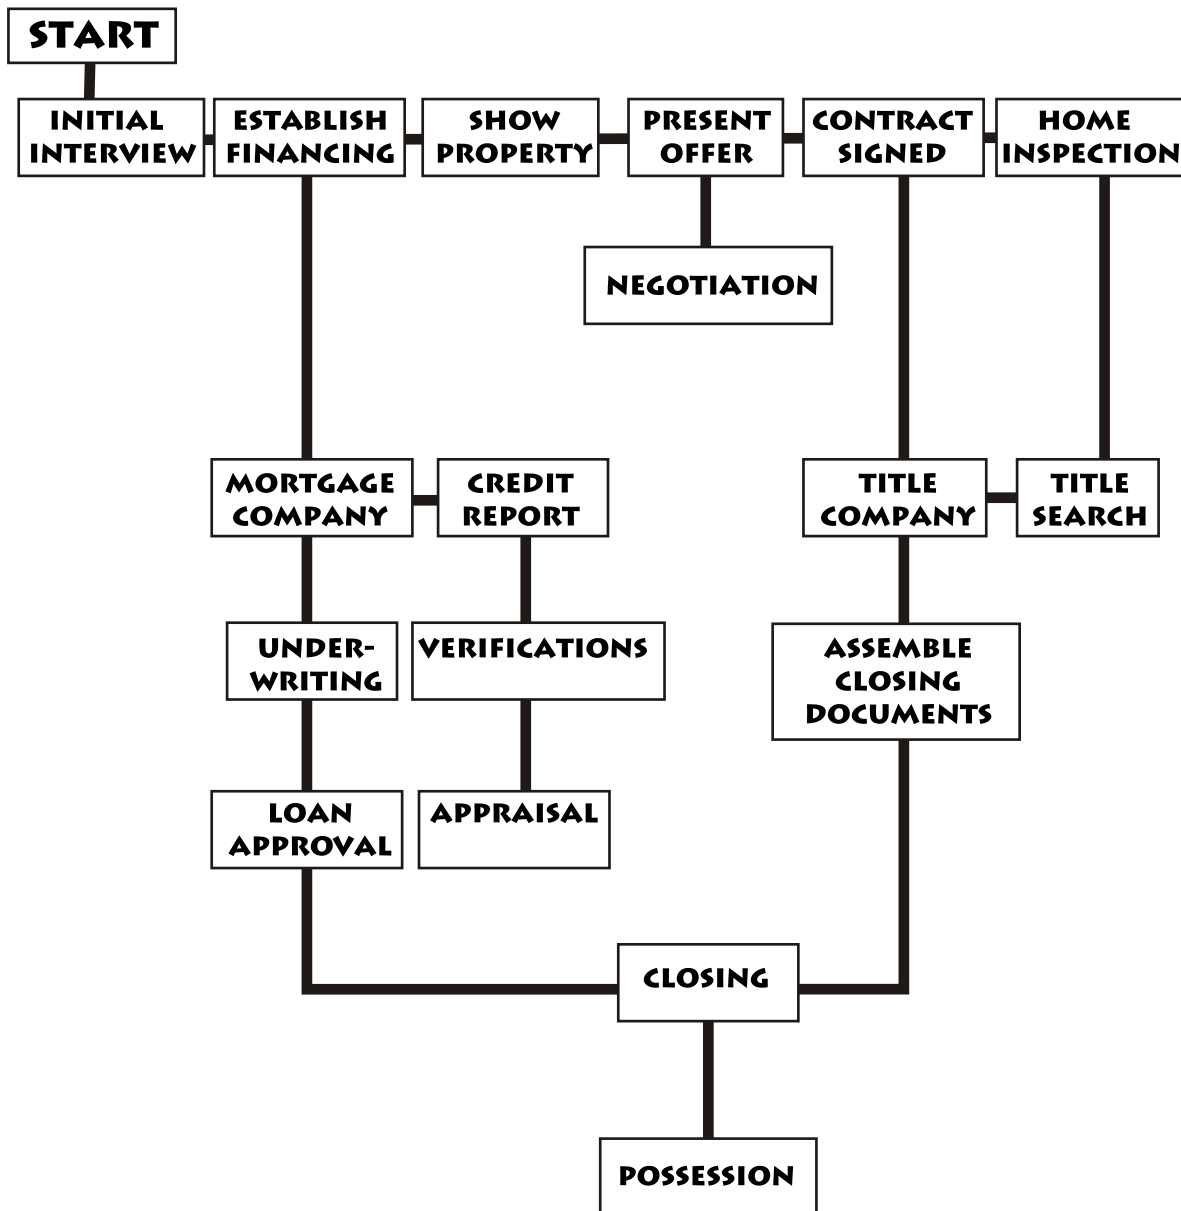 START
INITIAL
INTERVIEW
ESTABLISH
FINANCING
SHOW
PROPERTY
PRESENT
OFFER
CONTRACT
SIGNED
HOME
INSPECTION
NEGOTIATION
MORTGAGE
COMPANY
CREDIT
REPORT
TITLE
COMPANY
TITLE
SEARCH
UNDER-
WRITING
VERIFICATIONS
ASSEMBLE
CLOSING
DOCUMENTS
LOAN
APPROVAL
APPRAISAL
CLOSING
POSSESSION